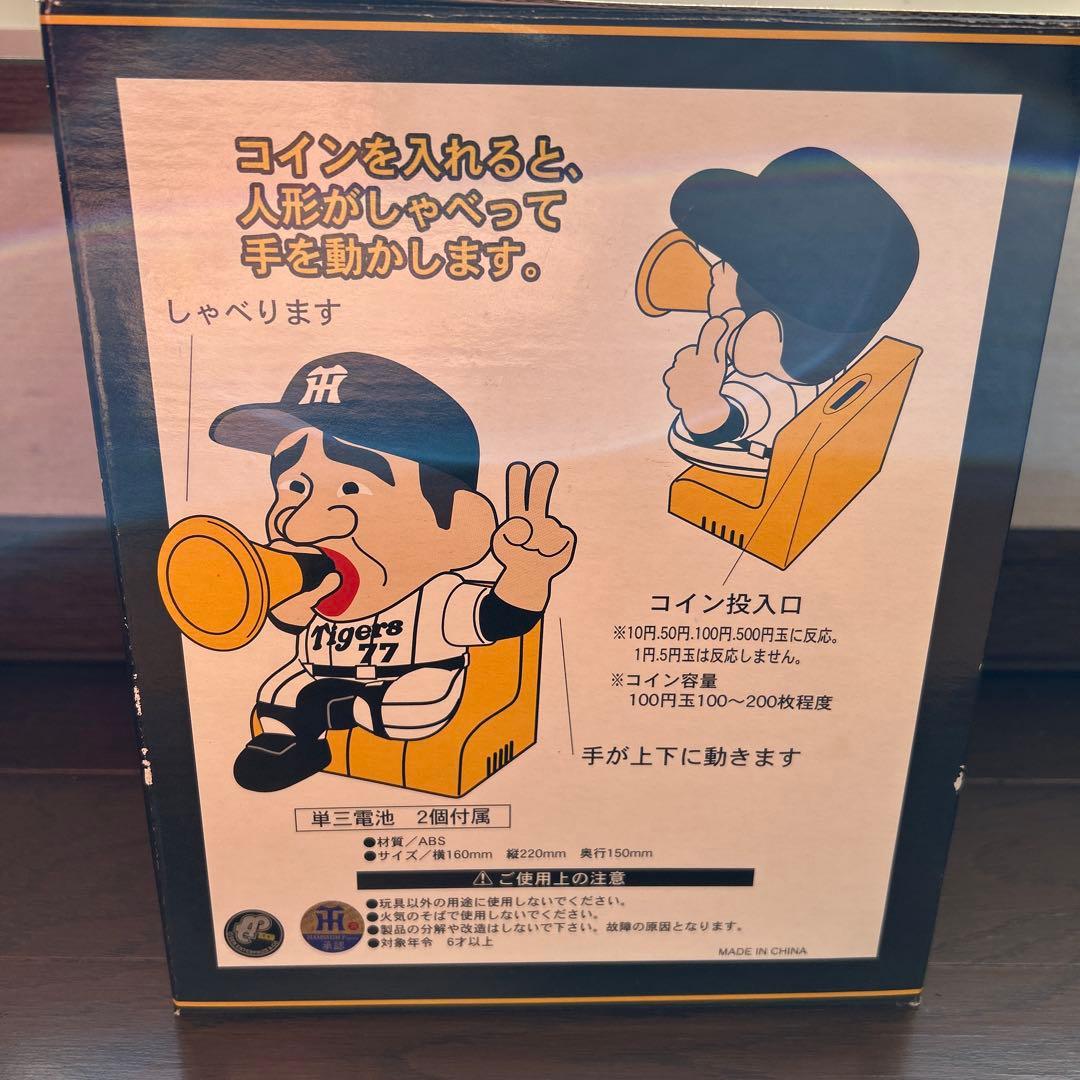 コインを入れると、
人形がしゃべって
手を動かします。
しゃべります
Tigers
77
コイン投入口
※10円.50円.100円.500円玉に反応。
1円.5円玉は反応しません。
※コイン容量
100円玉100〜200枚程度
手が上下に動きます
単三電池 2個付属
●材質／ABS
●サイズ／横160mm 縦220mm 奥行150mm
⚠ご使用上の注意
●玩具以外の用途に使用しないでください。
●火気のそばで使用しないでください。
●製品の分解や改造はしないで下さい。故障の原因となります。
●対象年令 6才以上
承認
MADE IN CHINA